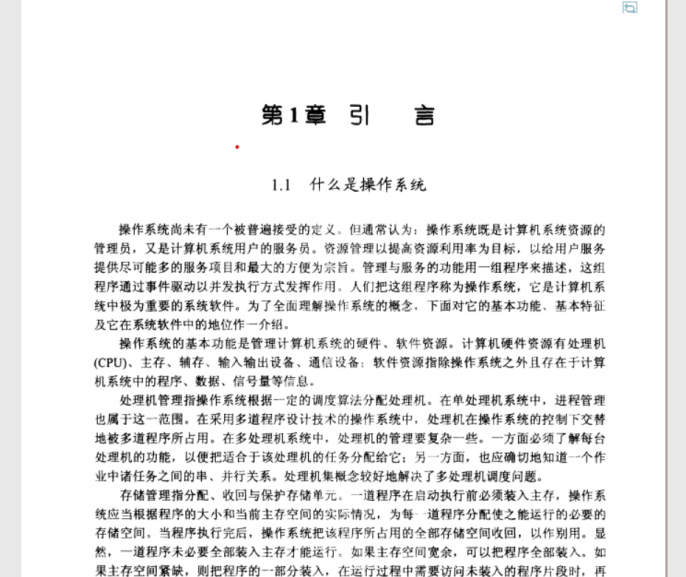 第1章 引 言
1.1 什么是操作系统
操作系统尚未有一个被普遍接受的定义。但通常认为：操作系统既是计算机系统资源的
管理员，又是计算机系统用户的服务员。资源管理以提高资源利用率为目标，以给用户服务
提供尽可能多的服务项目和最大的方便为宗旨。管理与服务的功能用一组程序来描述，这组
程序通过事件驱动以并发执行方式发挥作用。人们把这组程序称为操作系统，它是计算机系
统中极为重要的系统软件。为了全面理解操作系统的概念，下面对它的基本功能、基本特征
及它在系统软件中的地位作一介绍。
操作系统的基本功能是管理计算机系统的硬件、软件资源。计算机硬件资源有处理机
(CPU)、主存、辅存、输入输出设备、通信设备；软件资源指除操作系统之外且存在于计算
机系统中的程序、数据、信号量等信息。
处理机管理指操作系统根据一定的调度算法分配处理机。在单处理机系统中，进程管理
也属于这一范围。在采用多道程序设计技术的操作系统中，处理机在操作系统的控制下交替
地被多道程序所占用。在多处理机系统中，处理机的管理要复杂一些。一方面必须了解每台
处理机的功能，以便把适合于该处理机的任务分配给它；另一方面，也应确切地知道一个作
业中诸任务之间的串、并行关系。处理机集概念较好地解决了多处理机调度问题。
存储管理指分配、收回与保护存储单元。一道程序在启动执行前必须装入主存，操作系
统应当根据程序的大小和当前主存空间的实际情况，为每一道程序分配使之能运行的必要的
存储空间。当程序执行完后，操作系统把该程序所占用的全部存储空间收回，以作别用。显
然，一道程序未必要全部装入主存才能运行。如果主存空间宽余，可以把程序全部装入。如
果主存空间紧缺，则把程序的一部分装入，在运行过程中需要访问未装入的程序片段时，再